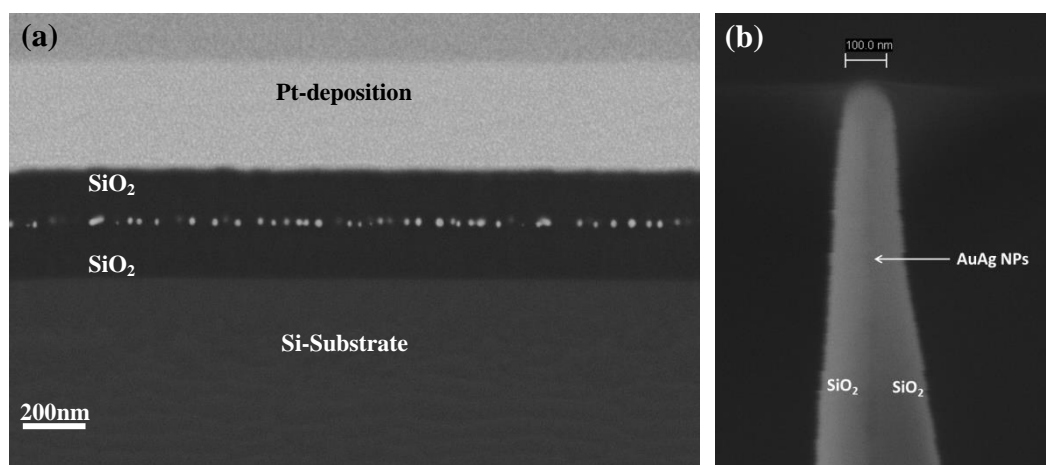 (a)
Pt-deposition
SiO₂
SiO₂
Si-Substrate
200nm
(b)
100.0 nm
AuAg NPs
SiO₂ SiO₂